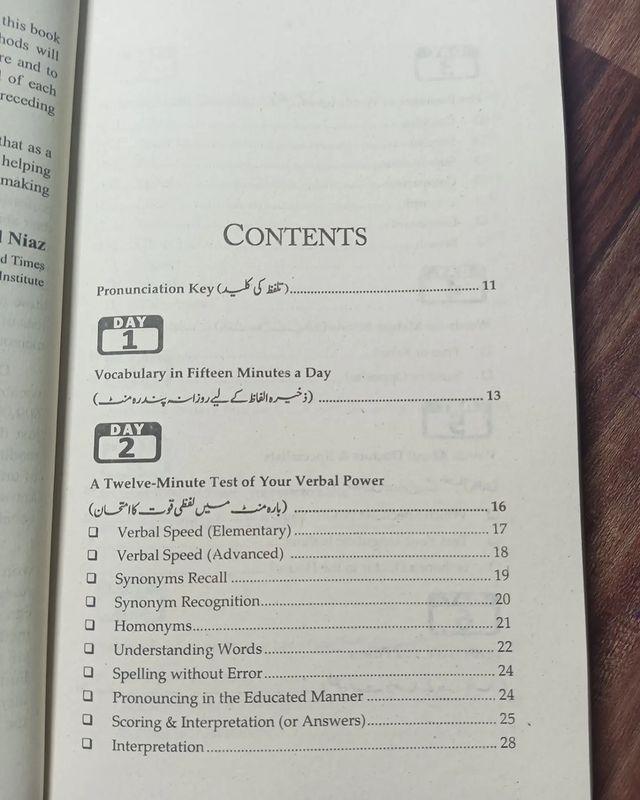 this book
hods will
re and to
l of each
receding
that as a
helping
making
l Niaz
d Times
Institute
CONTENTS
Pronunciation Key (تلفظ کی کلید)........................................ 11
DAY
1
Vocabulary in Fifteen Minutes a Day
(ذخیرہ الفاظ کے لیے روزانہ پندرہ منٹ) ........................................ 13
DAY
2
A Twelve-Minute Test of Your Verbal Power
(بارہ منٹ میں لفظی قوت کا امتحان) ........................................ 16
❑ Verbal Speed (Elementary)........................................ 17
❑ Verbal Speed (Advanced) ........................................ 18
❑ Synonyms Recall ........................................ 19
❑ Synonym Recognition........................................ 20
❑ Homonyms........................................ 21
❑ Understanding Words........................................ 22
❑ Spelling without Error........................................ 24
❑ Pronouncing in the Educated Manner ........................................ 24
❑ Scoring & Interpretation (or Answers)........................................ 25
❑ Interpretation........................................ 28